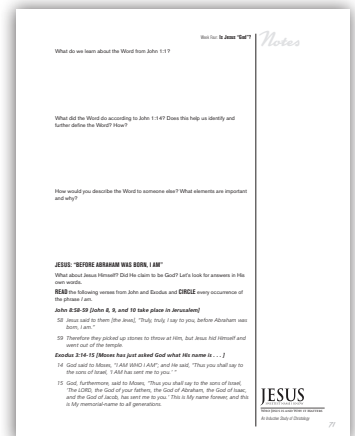 Week Four Is Jesus "God"?
Notes
What do we learn about the Word from John 1:1?
What did the Word do according to John 1:14? Does this help us identify and
further define the Word? How?
How would you describe the Word to someone else? What elements are important
and why?
JESUS: "BEFORE ABRAHAM WAS BORN, I AM"
What about Jesus Himself? Did He claim to be God? Let's look for answers in His
own words.
READ the following verses from John and Exodus and CIRCLE every occurrence of
the phrase I am.
John 8:58-59 [John 8, 9, and 10 take place in Jerusalem]
58 Jesus said to them [the Jews], "Truly, truly, I say to you, before Abraham was
born, I am."
59 Therefore they picked up stones to throw at Him, but Jesus hid Himself and
went out of the temple.
Exodus 3:14-15 [Moses has just asked God what His name is . . . ]
14 God said to Moses, "I AM WHO I AM"; and He said, "Thus you shall say to
the sons of Israel, 'I AM has sent me to you.' "
15 God, furthermore, said to Moses, "Thus you shall say to the sons of Israel,
'The LORD, the God of your fathers, the God of Abraham, the God of Isaac,
and the God of Jacob, has sent me to you.' This is My name forever, and this
is My memorial-name to all generations.
JESUS
An Inductive Study of Christology
71